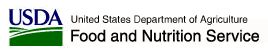 USDA United States Department of Agriculture
Food and Nutrition Service